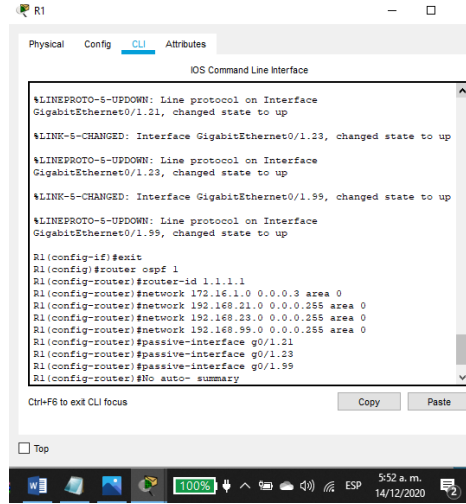 R1
Physical Config CLI Attributes
IOS Command Line Interface
%LINEPROTO-5-UPDOWN: Line protocol on Interface
GigabitEthernet0/1.21, changed state to up
%LINK-5-CHANGED: Interface GigabitEthernet0/1.23, changed state to up
%LINEPROTO-5-UPDOWN: Line protocol on Interface
GigabitEthernet0/1.23, changed state to up
%LINK-5-CHANGED: Interface GigabitEthernet0/1.99, changed state to up
%LINEPROTO-5-UPDOWN: Line protocol on Interface
GigabitEthernet0/1.99, changed state to up
R1(config-if)#exit
R1(config)#router ospf 1
R1(config-router)#router-id 1.1.1.1
R1(config-router)#network 172.16.1.0 0.0.0.3 area 0
R1(config-router)#network 192.168.21.0 0.0.0.255 area 0
R1(config-router)#network 192.168.23.0 0.0.0.255 area 0
R1(config-router)#network 192.168.99.0 0.0.0.255 area 0
R1(config-router)#passive-interface g0/1.21
R1(config-router)#passive-interface g0/1.23
R1(config-router)#passive-interface g0/1.99
R1(config-router)#No auto- summary
Ctrl+F6 to exit CLI focus
Copy Paste
Top
100% ESP 5:52 a. m.
14/12/2020
2